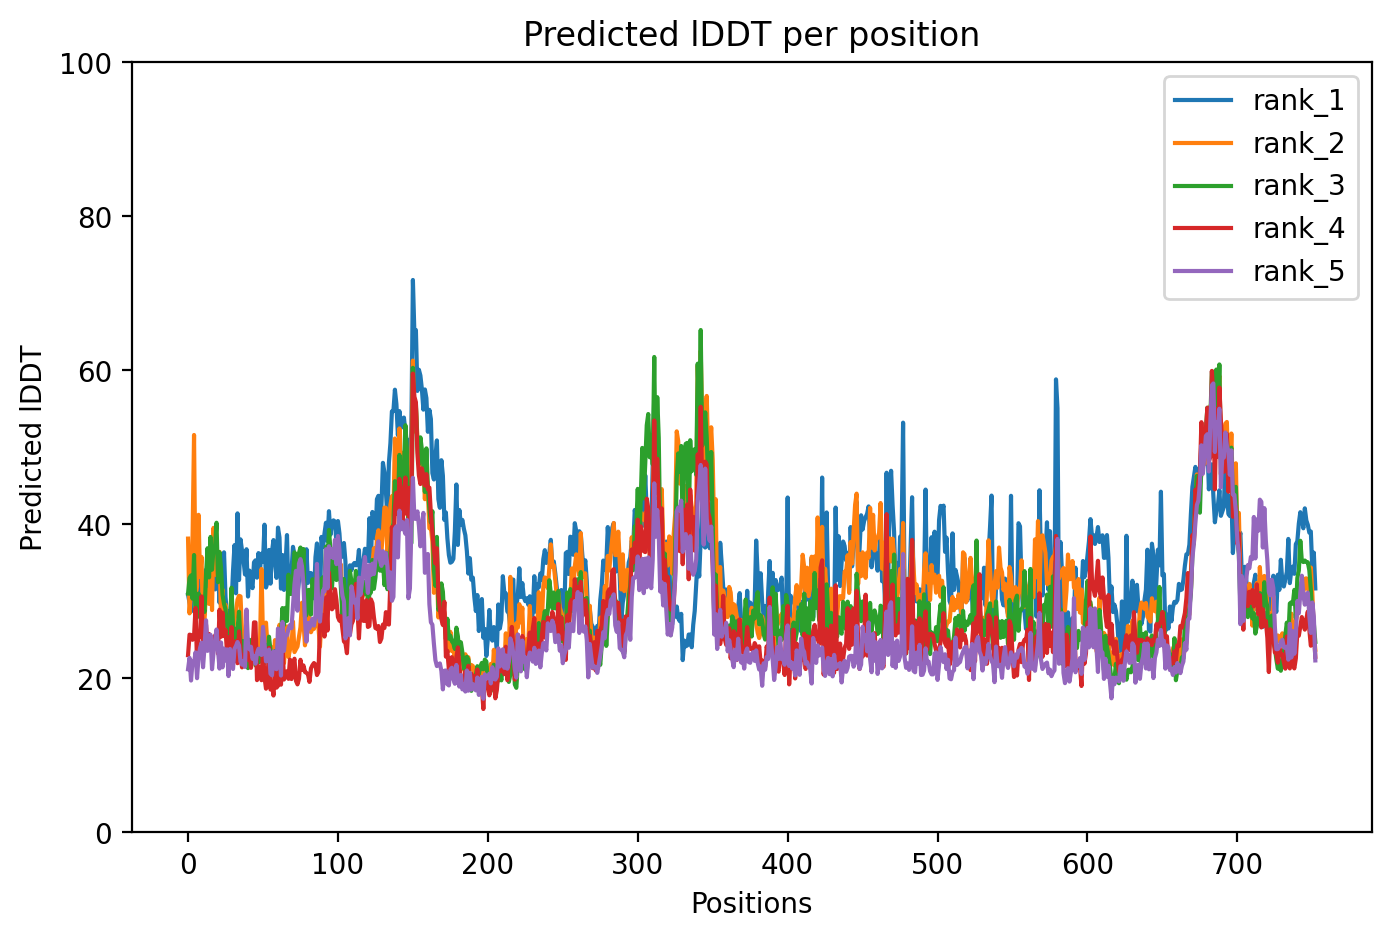 Predicted lDDT per position
100
80
60
40
20
0
Predicted lDDT
0 100 200 300 400 500 600 700
Positions
rank_1
rank_2
rank_3
rank_4
rank_5